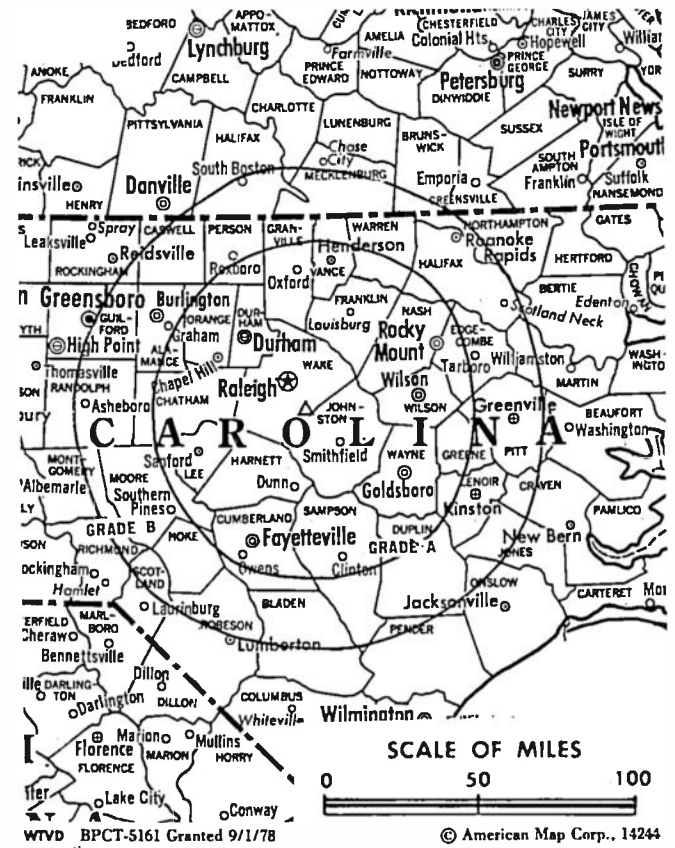 BEDFORD
APPO-
MATTOX
Lynchburg
Bedford
CAMPBELL
AMELIA
CHESTERFIELD
Colonial Hts.
CHARLES
CITY
JAMES
CITY
Hopewell
Farmville
PRINCE
EDWARD
NOTTOWAY
PRINCE
GEORGE
Petersburg
DINWIDDIE
SURRY
ANOKE
FRANKLIN
CHARLOTTE
Newport News
ISLE OF
WIGHT
PITTSYLVANIA
HALIFAX
LUNENBURG
BRUNS-
WICK
SUSSEX
Portsmouth
South Boston
Chase
City
MECKLENBURG
SOUTH
AMPTON
Emporia
Franklin
Suffolk
insville
HENRY
Danville
GREENSVILLE
NANSEMOND
Spray
Leaksville
CASWELL
PERSON
GRAN-
VILLE
WARREN
NORTHAMPTON
GATES
Reidsville
ROCKINGHAM
Roxboro
Henderson
VANCE
Oxford
HALIFAX
Roanoke
Rapids
HERTFORD
CHOWAN
Greensboro
GUIL-
FORD
Burlington
ORANGE
Graham
DUR-
HAM
FRANKLIN
Louisburg
NASH
BERTIE
Edenton
Scotland Neck
High Point
ALA-
MANCE
Durham
WAKE
Rocky
Mount
EDGE-
COMBE
Tarboro
Williamston
WASH-
INGTO
Thomasville
RANDOLPH
Chapel Hill
CHATHAM
Raleigh
Wilson
WILSON
MARTIN
Asheboro
JOHN-
STON
Greenville
BEAUFORT
Washington
CAROLINA
Smithfield
PITT
MONT-
GOMERY
Sanford
LEE
HARNETT
WAYNE
GREENE
Albemarle
MOORE
Southern
Pines
Dunn
Goldsboro
LENOIR
Kinston
CRAVEN
PAMLICO
GRADE B
CUMBERLAND
SAMPSON
DUPLIN
RICHMOND
HOKE
Fayetteville
GRADE A
New Bern
JONES
ockingham
SCOT-
LAND
Owens
Clinton
Hamlet
ONSLOW
CARTERET
Laurinburg
BLADEN
Jacksonville
ERFIELD
Cheraw
MARL-
BORO
ROBESON
Lumberton
PENDER
Bennettsville
Dillon
DILLON
DARLING-
TON
Darlington
COLUMBUS
Whiteville
Wilmington
Florence
FLORENCE
Marion
MARION
Mullins
HORRY
Lake City
Conway
SCALE OF MILES
0 50 100
WTVD BPCT-5161 Granted 9/1/78
© American Map Corp., 14244